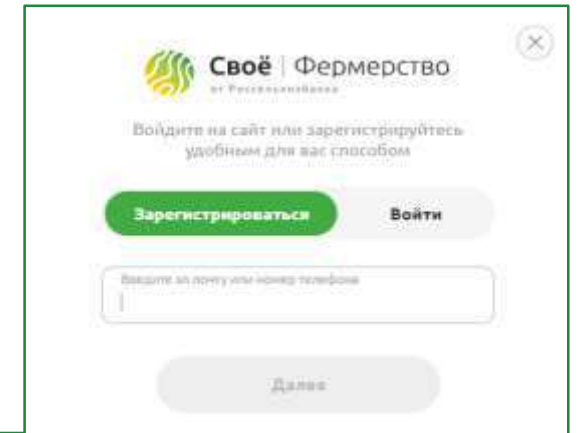 Своё | Фермерство
от Россельхозбанка
Войдите на сайт или зарегистрируйтесь
удобным для вас способом
Зарегистрироваться Войти
Введите эл.почту или номер телефона
Далее